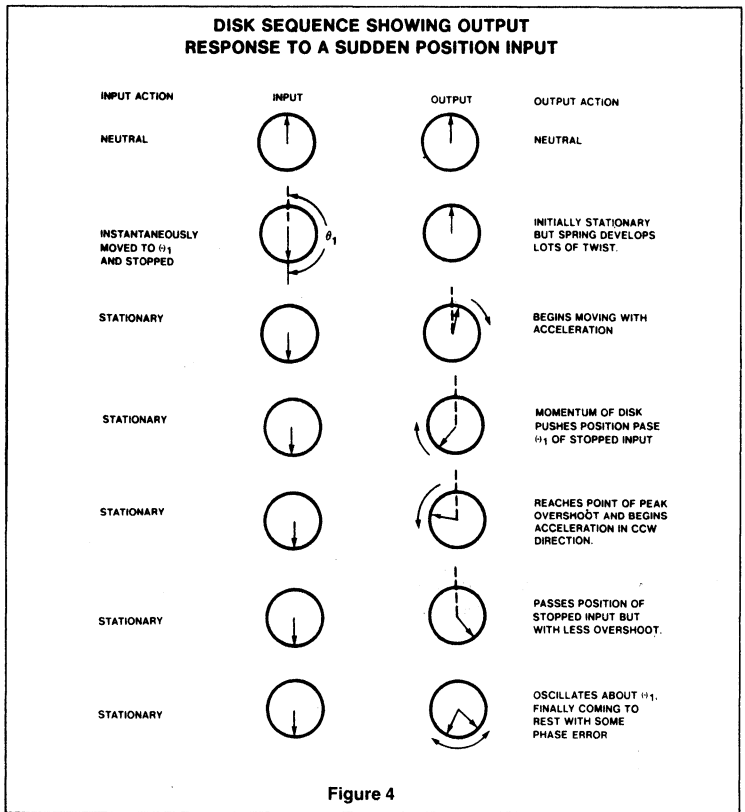 DISK SEQUENCE SHOWING OUTPUT
RESPONSE TO A SUDDEN POSITION INPUT
INPUT ACTION
INPUT
OUTPUT
OUTPUT ACTION
NEUTRAL
NEUTRAL
INSTANTANEOUSLY
MOVED TO Θ1
AND STOPPED
θ1
INITIALLY STATIONARY
BUT SPRING DEVELOPS
LOTS OF TWIST.
STATIONARY
BEGINS MOVING WITH
ACCELERATION
STATIONARY
MOMENTUM OF DISK
PUSHES POSITION PASE
Θ1 OF STOPPED INPUT
STATIONARY
REACHES POINT OF PEAK
OVERSHOOT AND BEGINS
ACCELERATION IN CCW
DIRECTION.
STATIONARY
PASSES POSITION OF
STOPPED INPUT BUT
WITH LESS OVERSHOOT.
STATIONARY
OSCILLATES ABOUT Θ1,
FINALLY COMING TO
REST WITH SOME
PHASE ERROR
Figure 4